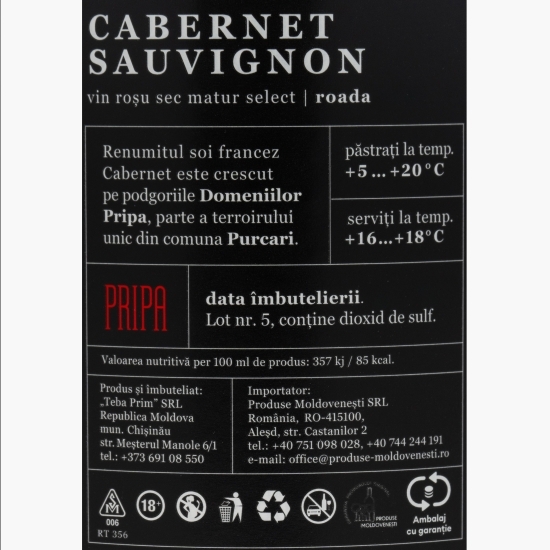 CABERNET
SAUVIGNON
vin roșu sec matur select | roada
Renumitul soi francez
Cabernet este crescut
pe podgoriile Domeniilor
Pripa, parte a terroirului
unic din comuna Purcari.
păstrați la temp.
+5...+20°C
serviți la temp.
+16...+18°C
PRIPA
data îmbutelierii.
Lot nr. 5, conține dioxid de sulf.
Valoarea nutritivă per 100 ml de produs: 357 kj / 85 kcal.
Produs și îmbuteliat:
„Teba Prim" SRL
Republica Moldova
mun. Chișinău
str. Meșterul Manole 6/1
tel.: +373 691 08 550
Importator:
Produse Moldovenești SRL
România, RO-415100,
Aleșd, str. Castanilor 2
tel.: +40 751 098 028, +40 744 244 191
e-mail: office@produse-moldovenesti.ro
006
RT 356
18+
PRODUSE
MOLDOVENEȘTI
Ambalaj
cu garanție